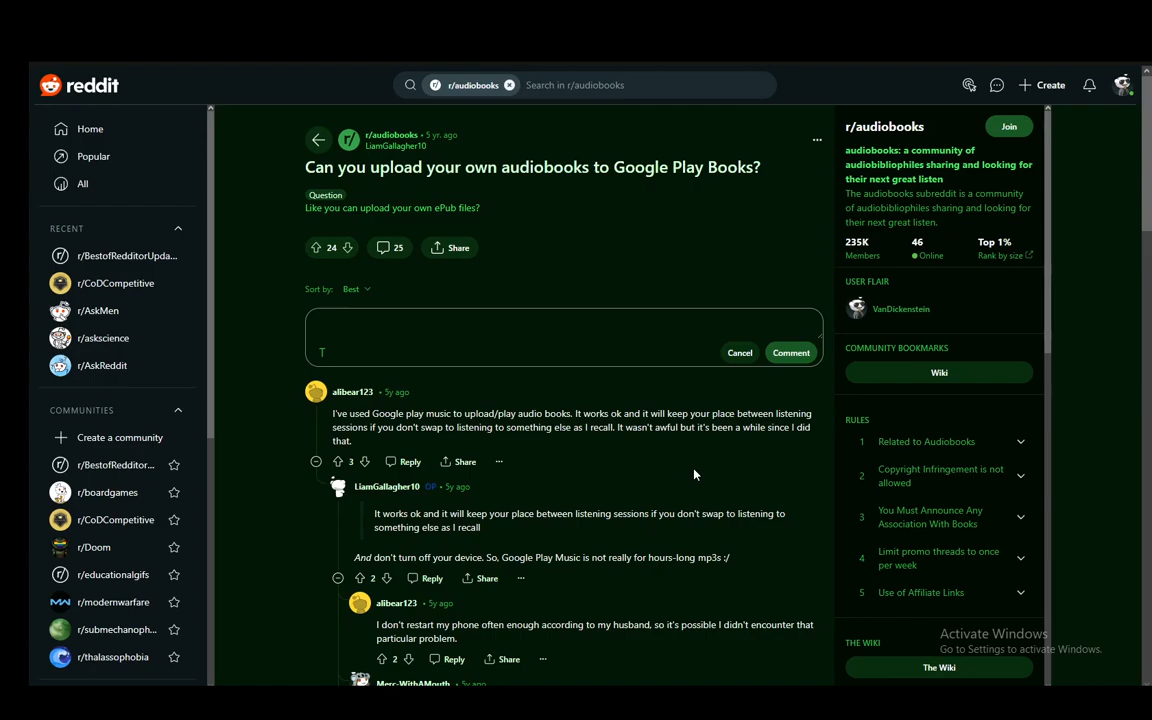 reddit
r/audiobooks
Search in r/audiobooks
Create
Home
Popular
All
RECENT
r/BestofRedditorUpda...
r/CoDCompetitive
r/AskMen
r/askscience
r/AskReddit
COMMUNITIES
Create a community
r/BestofRedditor...
r/boardgames
r/CoDCompetitive
r/Doom
r/educationalgifs
r/modernwarfare
r/submechanoph...
r/thalassophobia
r/audiobooks • 5 yr. ago
LiamGallagher10
Can you upload your own audiobooks to Google Play Books?
Question
Like you can upload your own ePub files?
24
25
Share
Sort by: Best
T
Cancel
Comment
alibear123 • 5y ago
I've used Google play music to upload/play audio books. It works ok and it will keep your place between listening
sessions if you don't swap to listening to something else as I recall. It wasn't awful but it's been a while since I did
that.
3 Reply Share ...
LiamGallagher10 OP • 5y ago
It works ok and it will keep your place between listening sessions if you don't swap to listening to
something else as I recall
And don't turn off your device. So, Google Play Music is not really for hours-long mp3s :/
2 Reply Share ...
alibear123 • 5y ago
I don't restart my phone often enough according to my husband, so it's possible I didn't encounter that
particular problem.
2 Reply Share ...
Merc-WithAMouth • 5y ago
r/audiobooks
Join
audiobooks: a community of
audiobibliophiles sharing and looking for
their next great listen
The audiobooks subreddit is a community
of audiobibliophiles sharing and looking for
their next great listen.
235K 46 Top 1%
Members Online Rank by size
USER FLAIR
VanDickenstein
COMMUNITY BOOKMARKS
Wiki
RULES
1 Related to Audiobooks
2 Copyright Infringement is not
allowed
3 You Must Announce Any
Association With Books
4 Limit promo threads to once
per week
5 Use of Affiliate Links
THE WIKI
The Wiki
Activate Windows
Go to Settings to activate Windows.